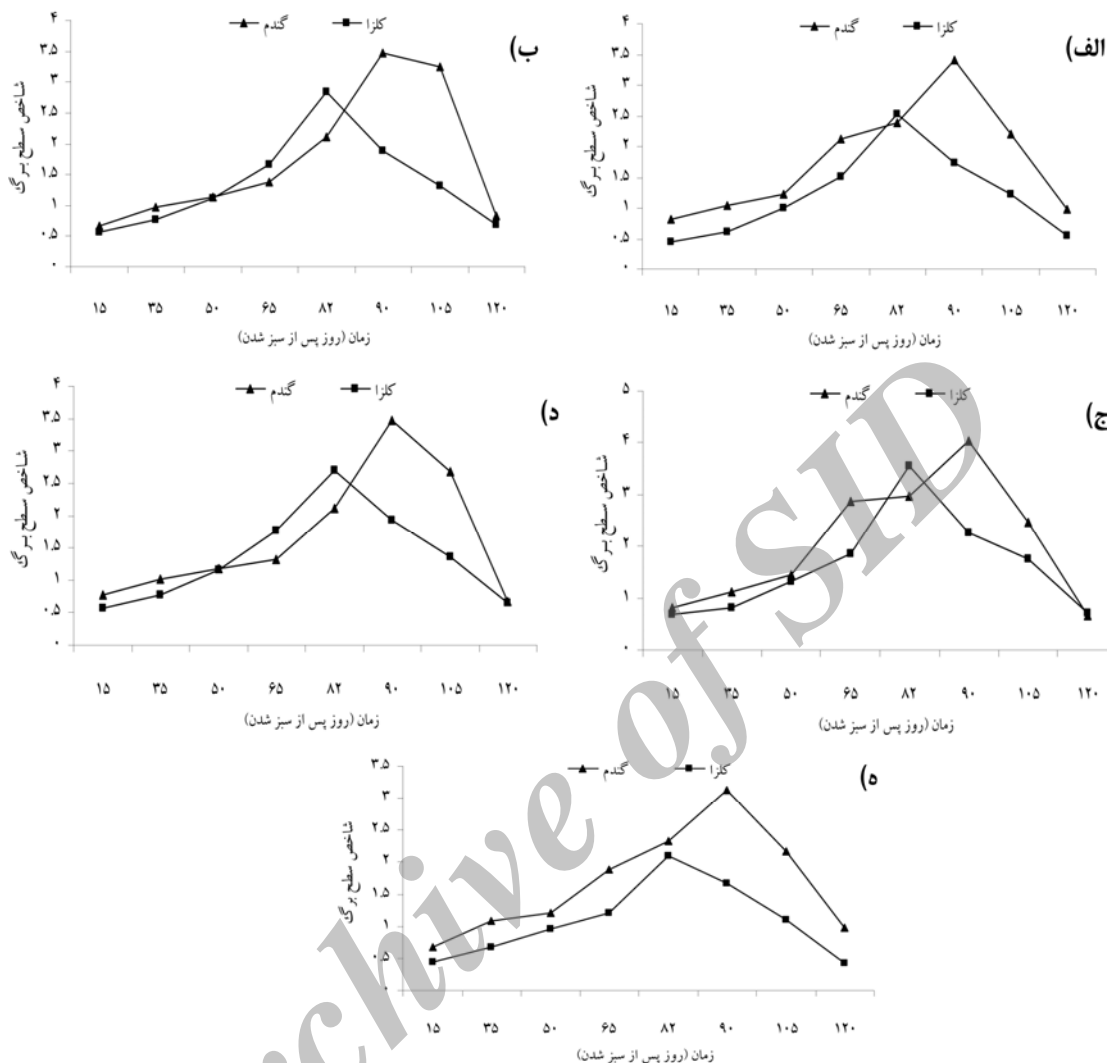 الف)
گندم کلزا
شاخص سطح برگ
۴
۳.۵
۳
۲.۵
۲
۱.۵
۱
۰.۵
۰
۱۵ ۳۵ ۵۰ ۶۵ ۸۲ ۹۰ ۱۰۵ ۱۲۰
زمان (روز پس از سبز شدن)
ب)
گندم کلزا
شاخص سطح برگ
۴
۳.۵
۳
۲.۵
۲
۱.۵
۱
۰.۵
۰
۱۵ ۳۵ ۵۰ ۶۵ ۸۲ ۹۰ ۱۰۵ ۱۲۰
زمان (روز پس از سبز شدن)
ج)
گندم کلزا
شاخص سطح برگ
۵
۴
۳
۲
۱
۰
۱۵ ۳۵ ۵۰ ۶۵ ۸۲ ۹۰ ۱۰۵ ۱۲۰
زمان (روز پس از سبز شدن)
د)
گندم کلزا
شاخص سطح برگ
۴
۳.۵
۳
۲.۵
۲
۱.۵
۱
۰.۵
۰
۱۵ ۳۵ ۵۰ ۶۵ ۸۲ ۹۰ ۱۰۵ ۱۲۰
زمان (روز پس از سبز شدن)
ه)
گندم کلزا
شاخص سطح برگ
۳.۵
۳
۲.۵
۲
۱.۵
۱
۰.۵
۰
۱۵ ۳۵ ۵۰ ۶۵ ۸۲ ۹۰ ۱۰۵ ۱۲۰
زمان (روز پس از سبز شدن)
rchive of SID